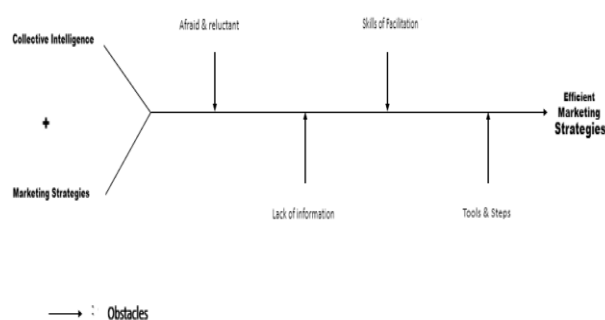 Afraid & reluctant
Skills of Facilitation
Collective Intelligence
Efficient
Marketing
Strategies
+
Marketing Strategies
Lack of information
Tools & Steps
: Obstacles